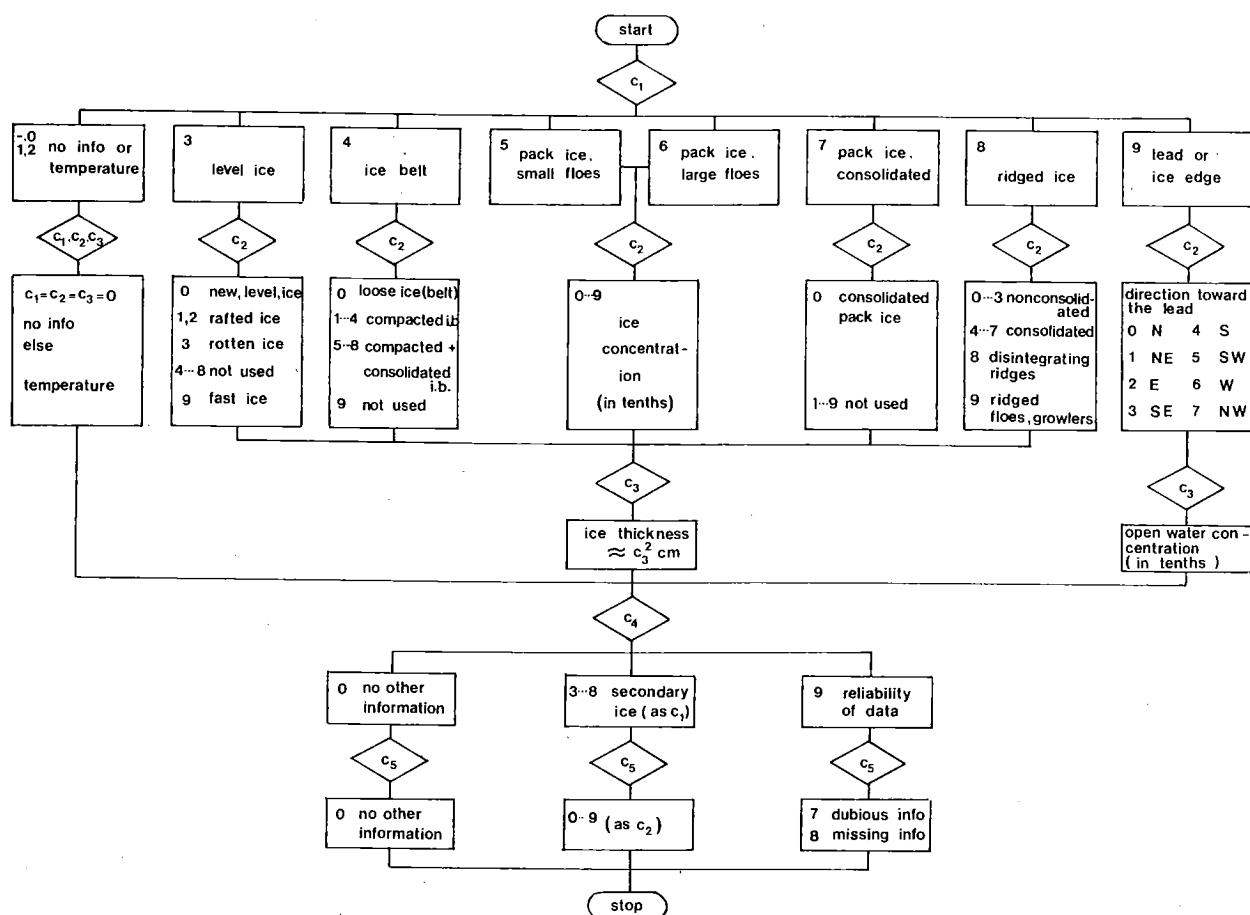 start
c₁
-,0
1,2 no info or
temperature
3
level ice
4
ice belt
5 pack ice.
small floes
6 pack ice.
large floes
7 pack ice.
consolidated
8
ridged ice
9 lead or
ice edge
c₁,c₂,c₃
c₂
c₂
c₂
c₂
c₂
c₂
c₁=c₂=c₃=0
no info
else
temperature
0 new, level, ice
1,2 rafted ice
3 rotten ice
4···8 not used
9 fast ice
0 loose ice(belt)
1···4 compacted i.b
5···8 compacted +
consolidated
i.b.
9 not used
0···9
ice
concentrat-
ion
(in tenths)
0 consolidated
pack ice
1···9 not used
0···3 nonconsolid-
ated
4···7 consolidated
8 disintegrating
ridges
9 ridged
floes, growlers
direction toward
the lead
0 N 4 S
1 NE 5 SW
2 E 6 W
3 SE 7 NW
c₃
c₃
ice thickness
≈ c₃² cm
open water con-
centration
(in tenths)
c₄
0 no other
information
3···8 secondary
ice (as c₁)
9 reliability
of data
c₅
c₅
c₅
0 no other
information
0··9 (as c₂)
7 dubious info
8 missing info
stop